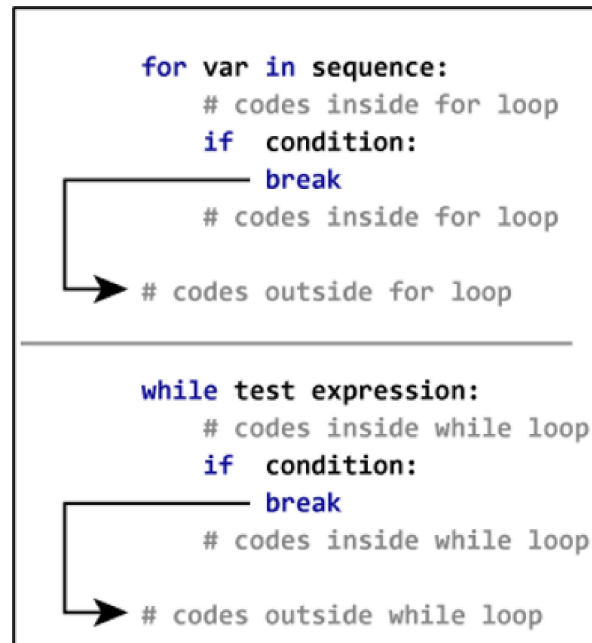 for var in sequence:
# codes inside for loop
if condition:
break
# codes inside for loop
# codes outside for loop
while test expression:
# codes inside while loop
if condition:
break
# codes inside while loop
# codes outside while loop